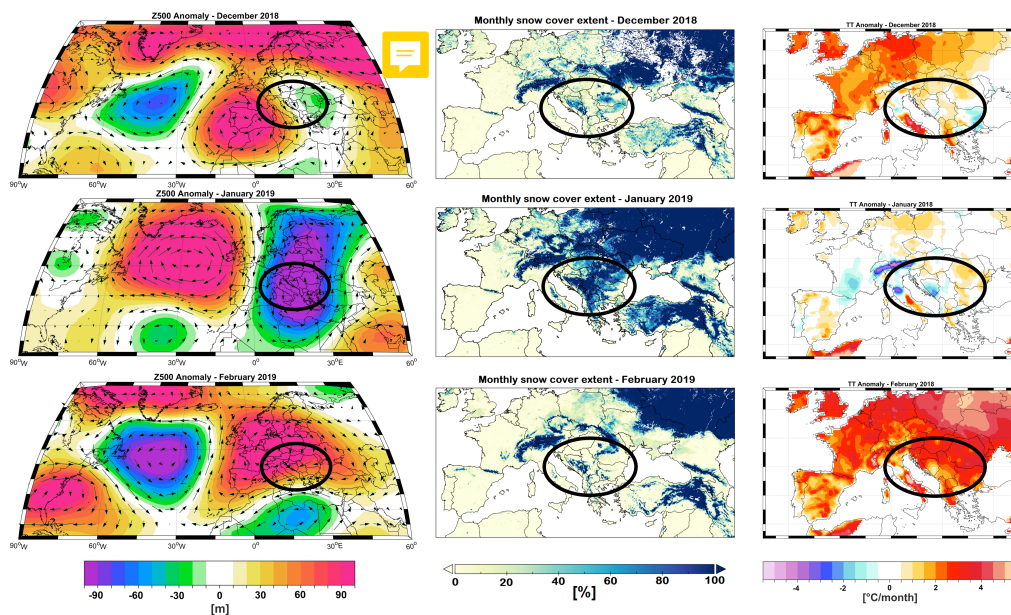 Z500 Anomaly - December 2018
Monthly snow cover extent - December 2018
TT Anomaly - December 2018
90°W 60°W 30°W 0° 30°E 60°
Z500 Anomaly - January 2019
Monthly snow cover extent - January 2019
TT Anomaly - January 2018
90°W 60°W 30°W 0° 30°E 60°
Z500 Anomaly - February 2019
Monthly snow cover extent - February 2019
TT Anomaly - February 2018
90°W 60°W 30°W 0° 30°E 60°
-90 -60 -30 0 30 60 90
[m]
0 20 40 60 80 100
[%]
-4 -2 0 2 4
[°C/month]